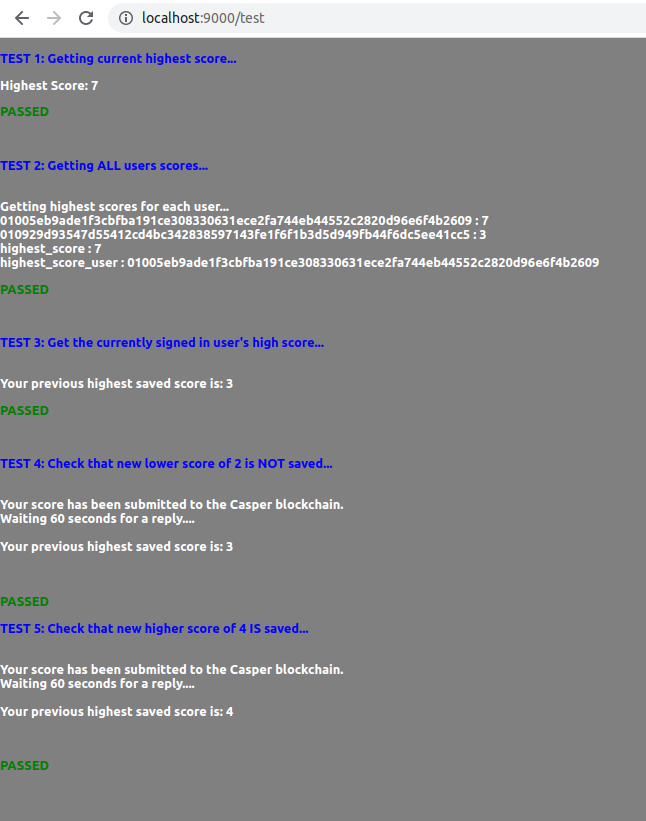 localhost:9000/test
TEST 1: Getting current highest score...
Highest Score: 7
PASSED
TEST 2: Getting ALL users scores...
Getting highest scores for each user...
01005eb9ade1f3cbfba191ce308330631ece2fa744eb44552c2820d96e6f4b2609 : 7
010929d93547d55412cd4bc342838597143fe1f6f1b3d5d949fb44f6dc5ee41cc5 : 3
highest_score : 7
highest_score_user : 01005eb9ade1f3cbfba191ce308330631ece2fa744eb44552c2820d96e6f4b2609
PASSED
TEST 3: Get the currently signed in user's high score...
Your previous highest saved score is: 3
PASSED
TEST 4: Check that new lower score of 2 is NOT saved...
Your score has been submitted to the Casper blockchain.
Waiting 60 seconds for a reply....
Your previous highest saved score is: 3
PASSED
TEST 5: Check that new higher score of 4 IS saved...
Your score has been submitted to the Casper blockchain.
Waiting 60 seconds for a reply....
Your previous highest saved score is: 4
PASSED